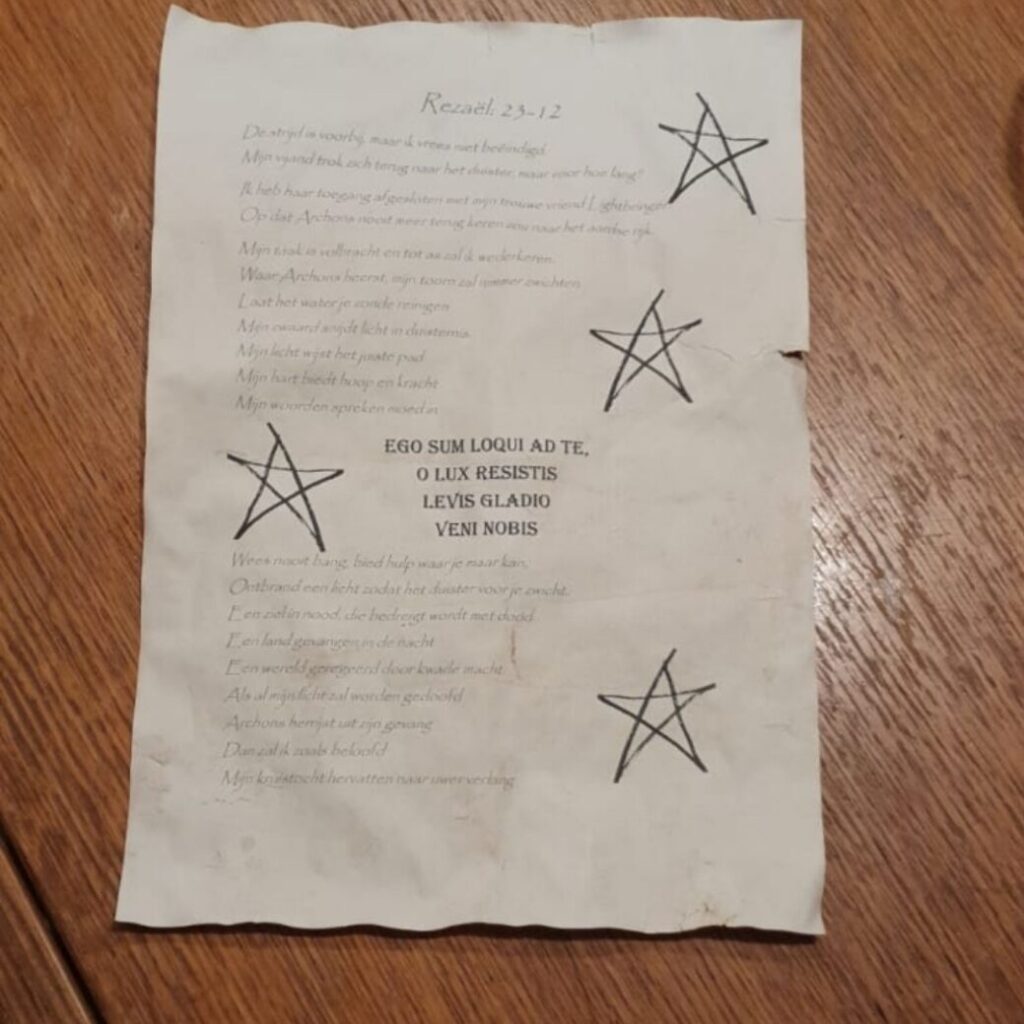 Rezaël: 23-12
De strijd is voorbij, maar ik vrees niet beëindigd.
Mijn vijand trok zich terug naar het duister, maar voor hoe lang?
Ik heb haar toegang afgesloten met mijn trouwe vriend Lightbringer
Op dat Archons nooit meer terug keren zou naar het aardse rijk.
Mijn taak is volbracht en tot as zal ik wederkeren.
Waar Archons heerst, mijn toorn zal nimmer zwichten
Laat het water je zonde reinigen
Mijn zwaard snijdt licht in duisternis
Mijn licht wijst het juiste pad
Mijn hart biedt hoop en kracht
Mijn woorden spreken moed in
EGO SUM LOQUI AD TE,
O LUX RESISTIS
LEVIS GLADIO
VENI NOBIS
Wees nooit bang, bied hulp waar je maar kan,
Ontbrand een licht zodat het duister voor je zwicht.
Een ziel in nood, die bedreigt wordt met dood
Een land gevangen in de nacht
Een wereld geregeerd door kwade macht
Als al mijn licht zal worden gedoofd
Archons herrijst uit zijn gevang
Dan zal ik zoals beloofd
Mijn kruistocht hervatten naar uwer verlang